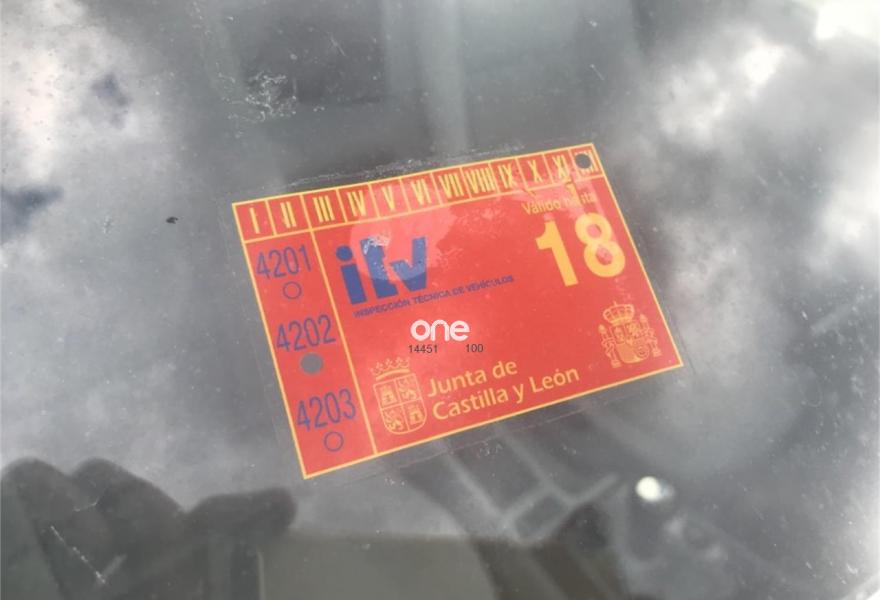 I II III IV V VI VII VIII IX X XI
Válido hasta
18
4201
itv
INSPECCIÓN TÉCNICA DE VEHÍCULOS
4202
one
14451 100
Junta de
Castilla y León
4203